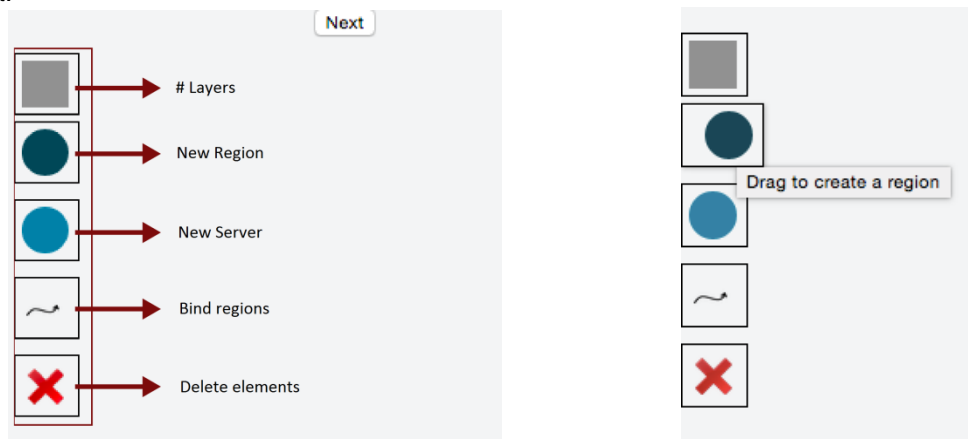 Next
# Layers
New Region
New Server
Bind regions
Delete elements
Drag to create a region